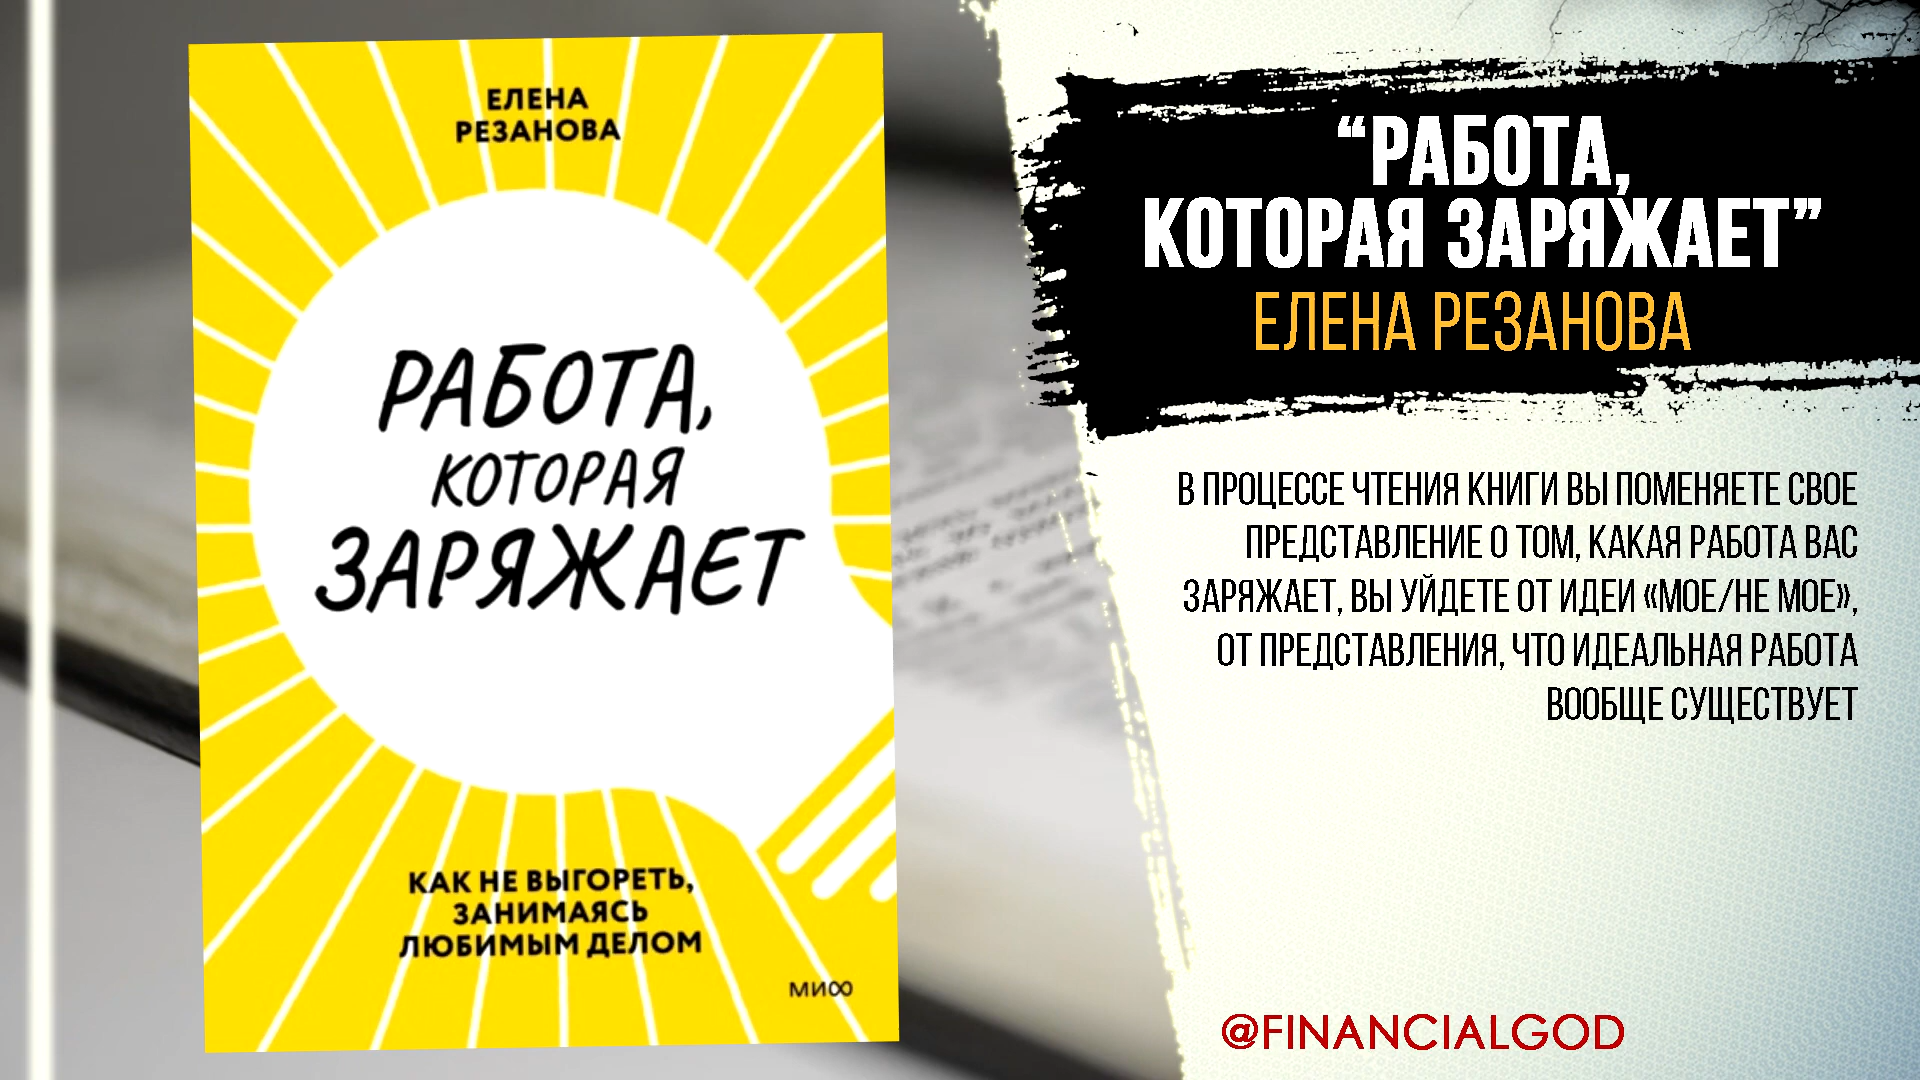 ЕЛЕНА
РЕЗАНОВА
РАБОТА,
КОТОРАЯ
ЗАРЯЖАЕТ
КАК НЕ ВЫГОРЕТЬ,
ЗАНИМАЯСЬ
ЛЮБИМЫМ ДЕЛОМ
МИФ
“РАБОТА,
КОТОРАЯ ЗАРЯЖАЕТ”
ЕЛЕНА РЕЗАНОВА
В ПРОЦЕССЕ ЧТЕНИЯ КНИГИ ВЫ ПОМЕНЯЕТЕ СВОЕ
ПРЕДСТАВЛЕНИЕ О ТОМ, КАКАЯ РАБОТА ВАС
ЗАРЯЖАЕТ, ВЫ УЙДЕТЕ ОТ ИДЕИ «МОЕ/НЕ МОЕ»,
ОТ ПРЕДСТАВЛЕНИЯ, ЧТО ИДЕАЛЬНАЯ РАБОТА
ВООБЩЕ СУЩЕСТВУЕТ
@FINANCIALGOD